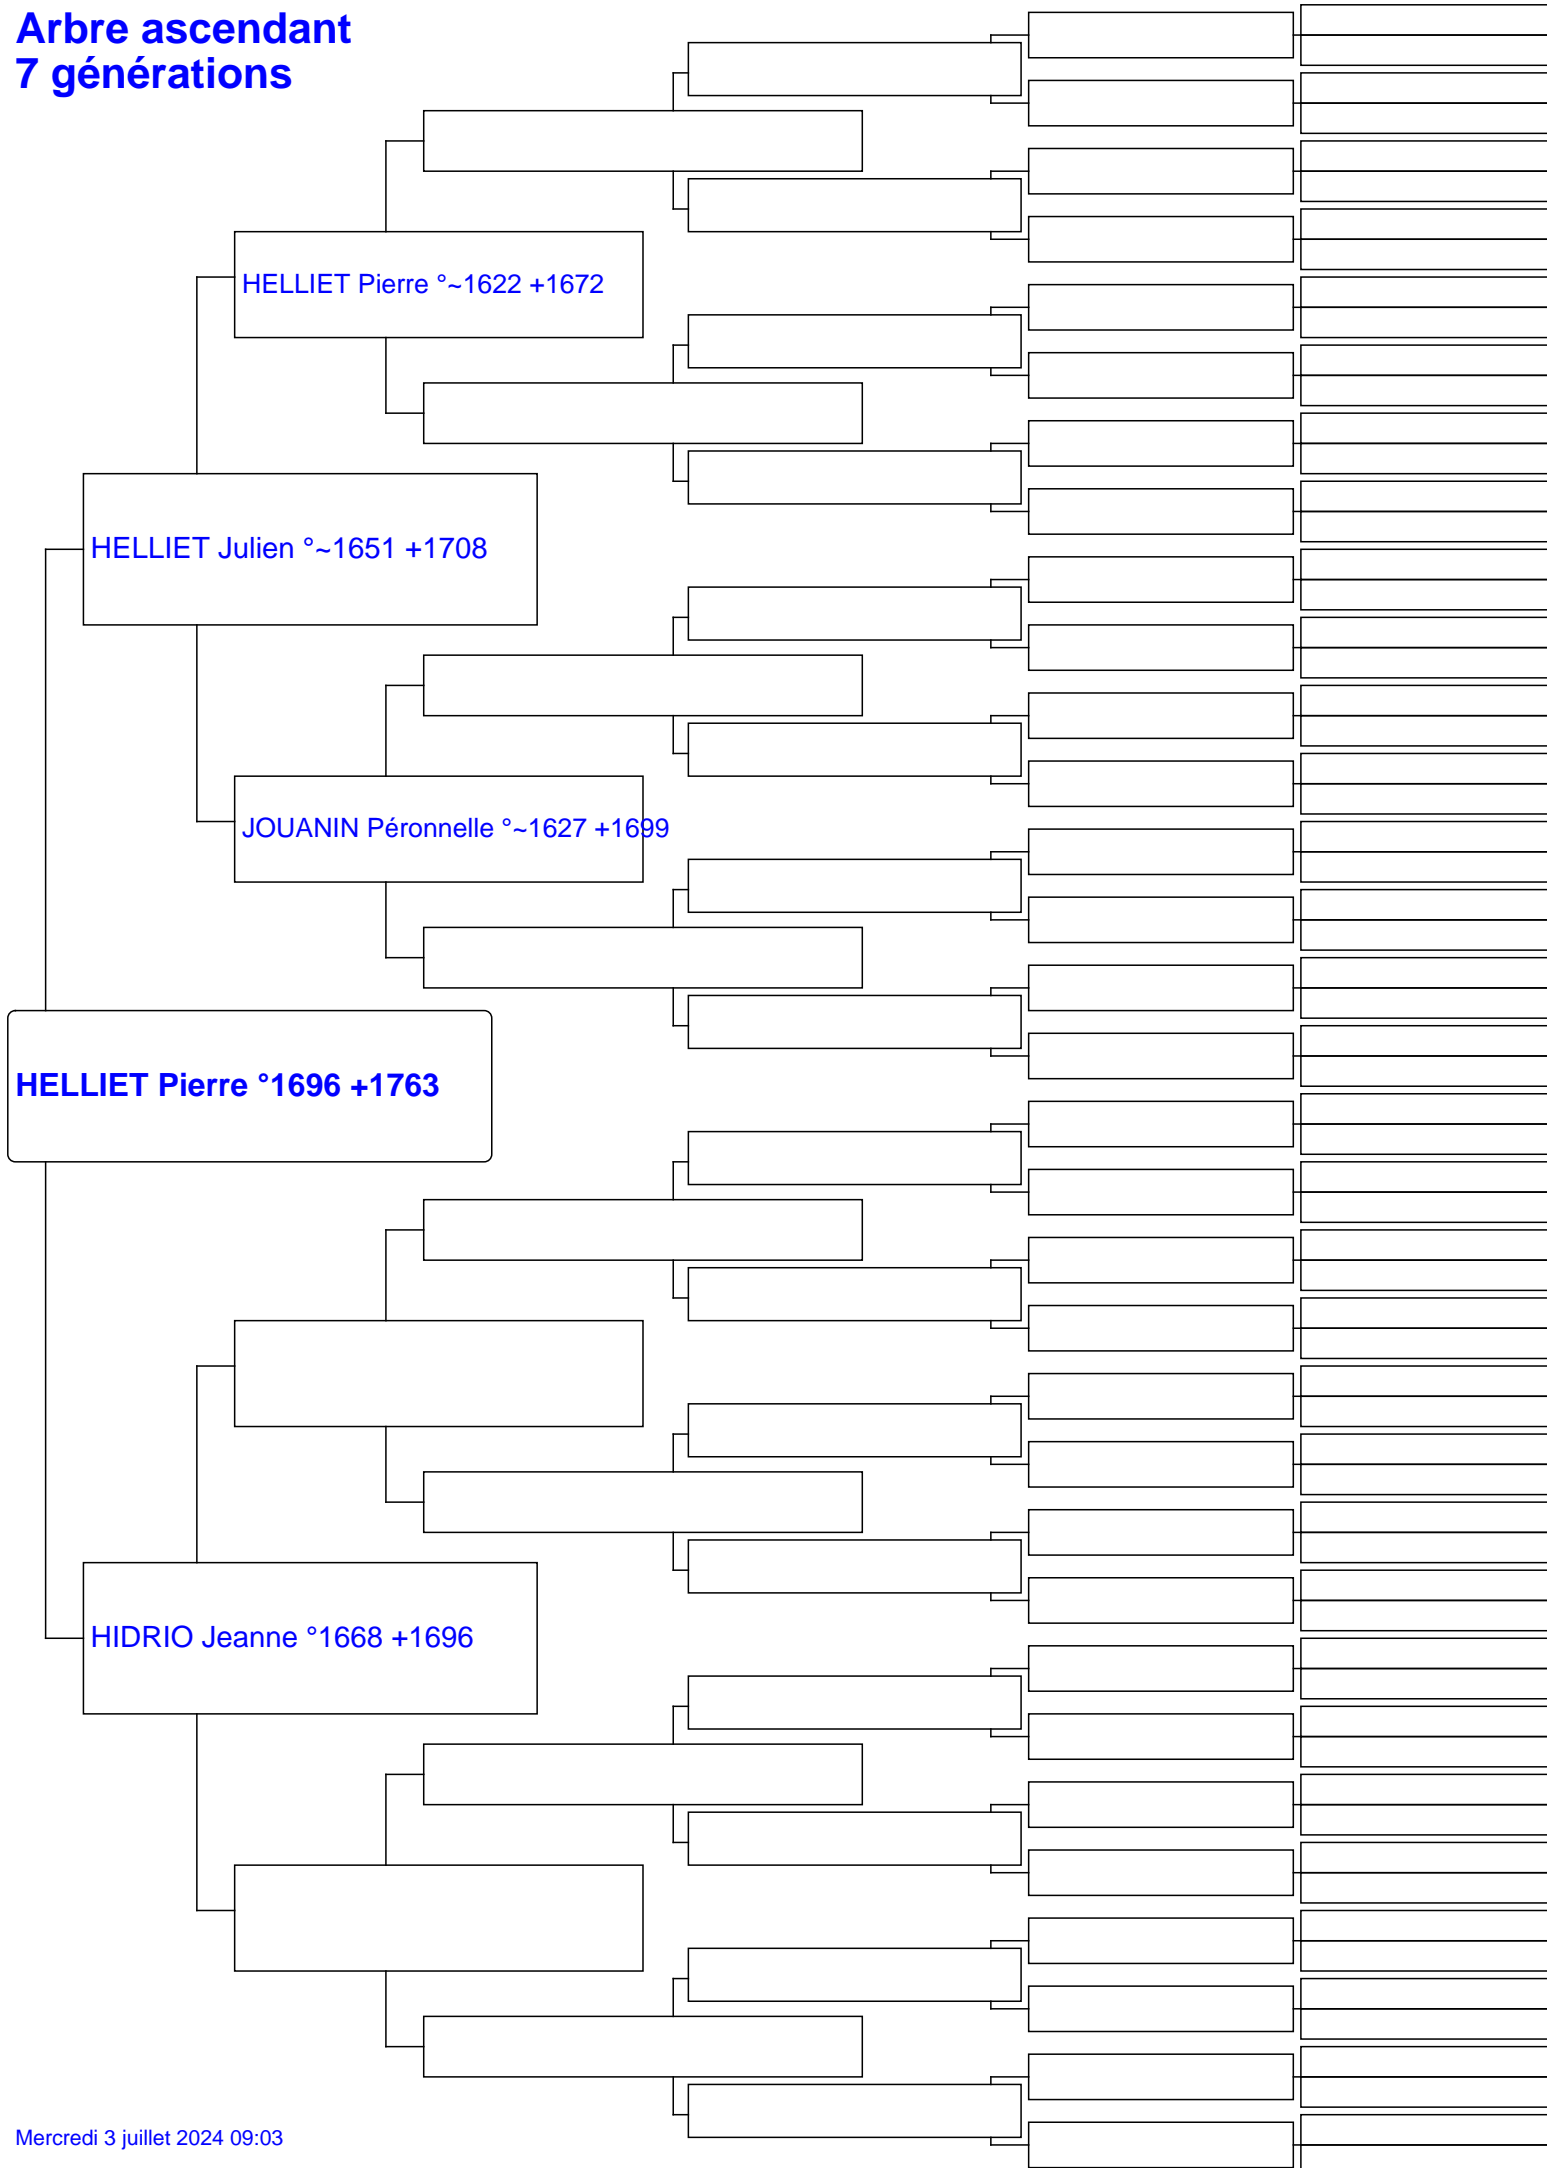 Arbre ascendant
7 générations
HELLIET Pierre °~1622 +1672
HELLIET Julien °~1651 +1708
JOUANIN Péronnelle °~1627 +1699
HELLIET Pierre °1696 +1763
HIDRIO Jeanne °1668 +1696
Mercredi 3 juillet 2024 09:03